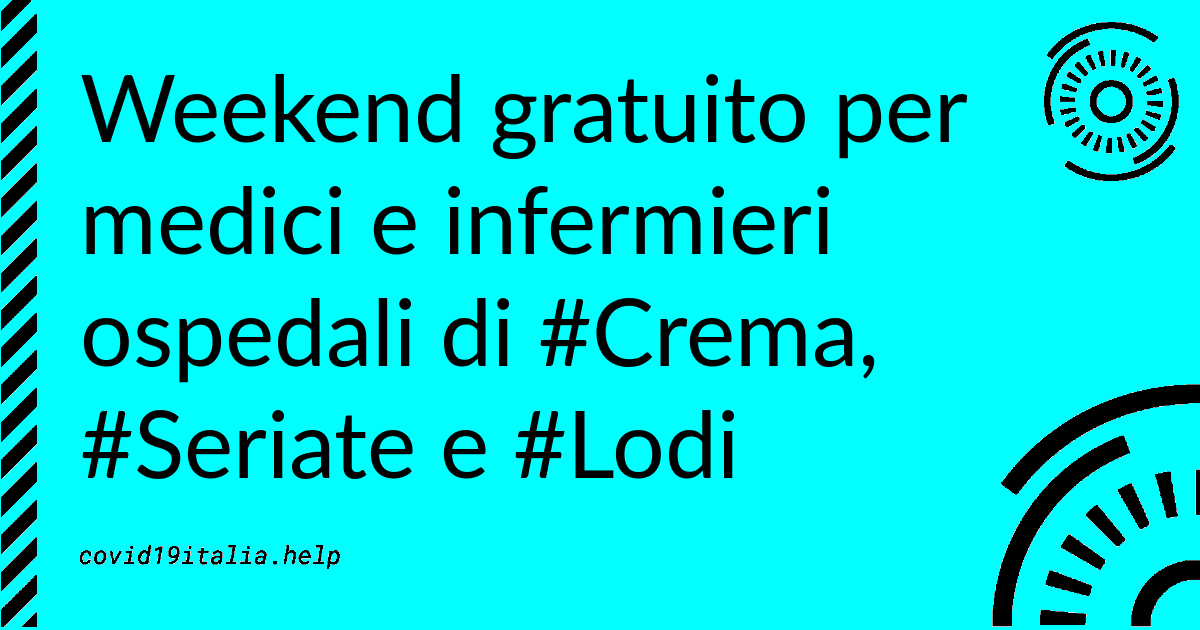 Weekend gratuito per
medici e infermieri
ospedali di #Crema,
#Seriate e #Lodi
covid19italia.help